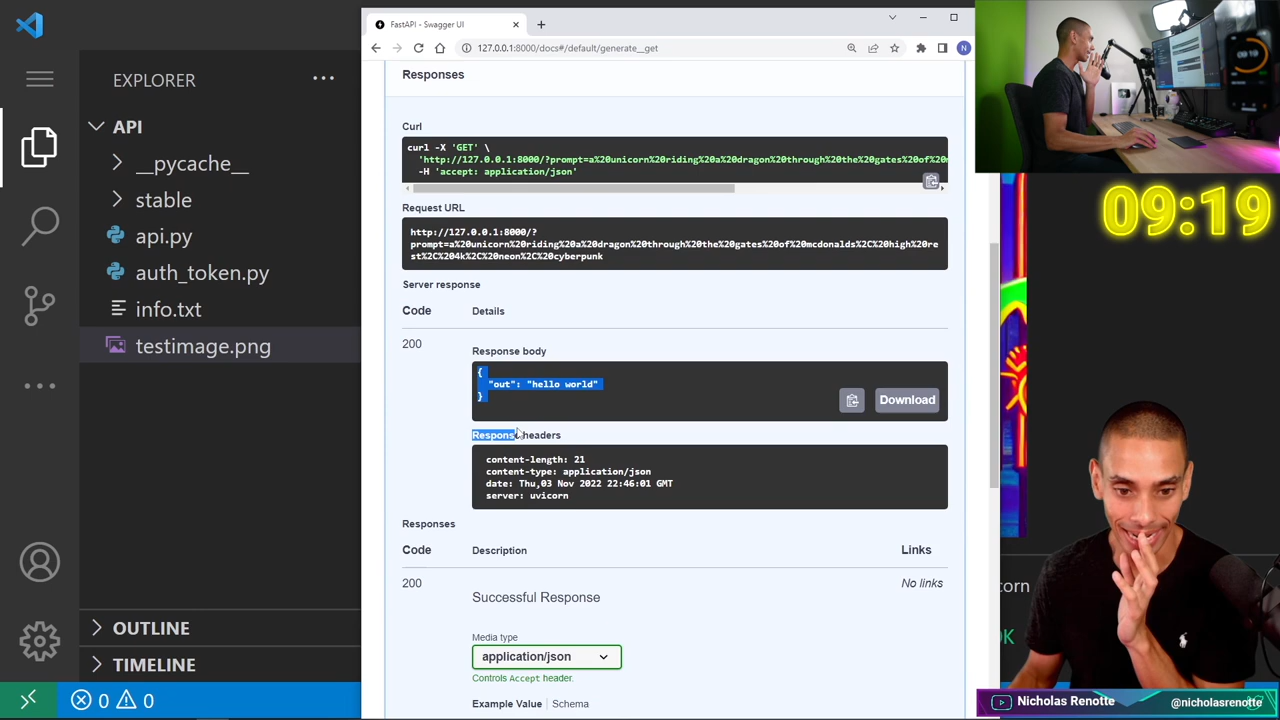 FastAPI - Swagger UI
127.0.0.1:8000/docs#/default/generate__get
N
EXPLORER
API
__pycache__
stable
api.py
auth_token.py
info.txt
testimage.png
OUTLINE
TIMELINE
0
0
Responses
Curl
curl -X 'GET' \
'http://127.0.0.1:8000/?prompt=a%20unicorn%20riding%20a%20dragon%20through%20the%20gates%20of%20
-H 'accept: application/json'
Request URL
http://127.0.0.1:8000/?
prompt=a%20unicorn%20riding%20a%20dragon%20through%20the%20gates%20of%20mcdonalds%2C%20high%20re
st%2C%204k%2C%20neon%2C%20cyberpunk
Server response
Code Details
200
Response body
{
"out": "hello world"
}
Download
Response headers
content-length: 21
content-type: application/json
date: Thu,03 Nov 2022 22:46:01 GMT
server: uvicorn
Responses
Code Description Links
200 No links
Successful Response
Media type
application/json
Controls Accept header.
Example Value Schema
09:19
09:19
corn
OK
Nicholas Renotte
@nicholasrenotte